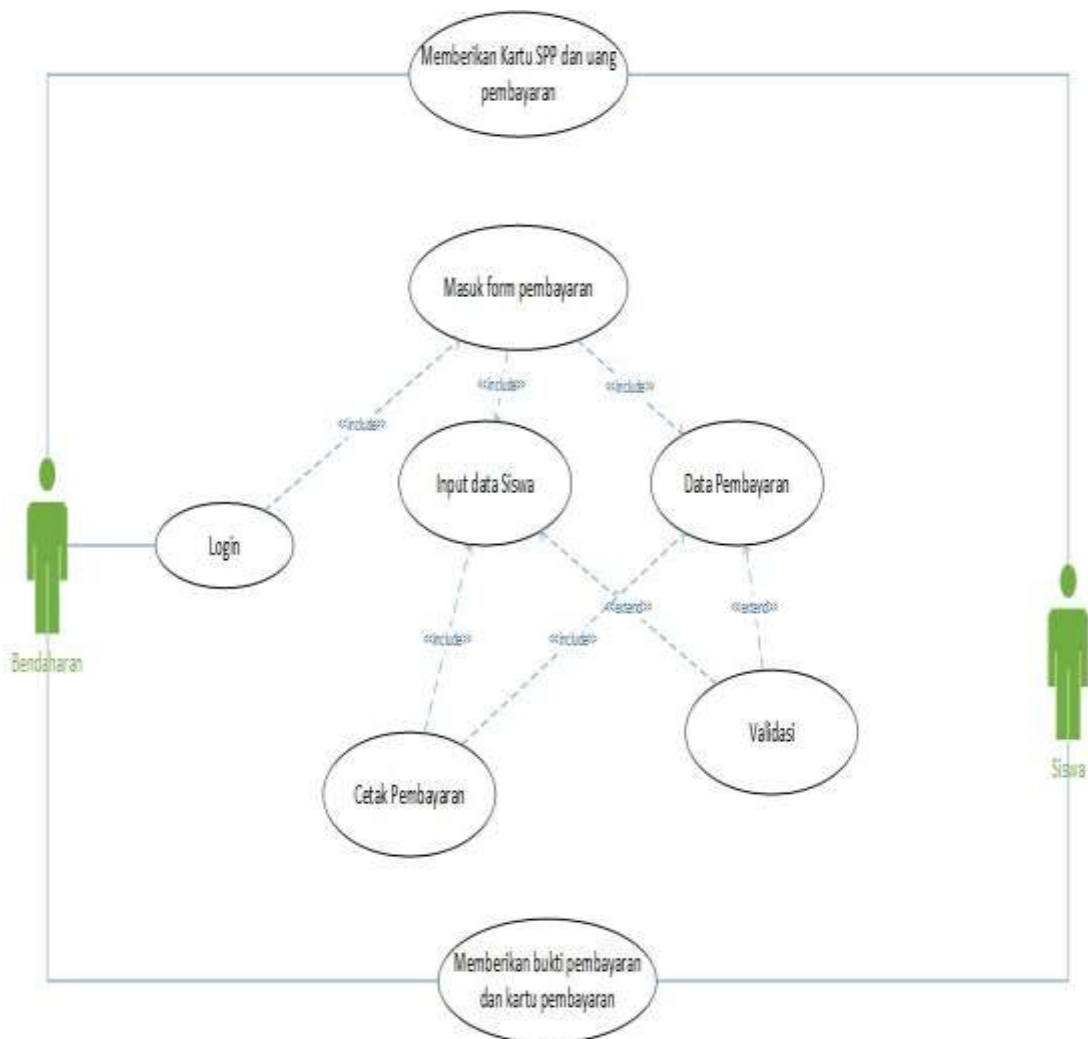 Memberikan Kartu SPP dan uang
pembayaran
Masuk form pembayaran
<<include>>
<<include>>
<<include>>
Input data Siswa
Data Pembayaran
Login
<<extend>>
<<extend>>
<<include>>
<<include>>
Bendaharan
Validasi
Siswa
Cetak Pembayaran
Memberikan bukti pembayaran
dan kartu pembayaran